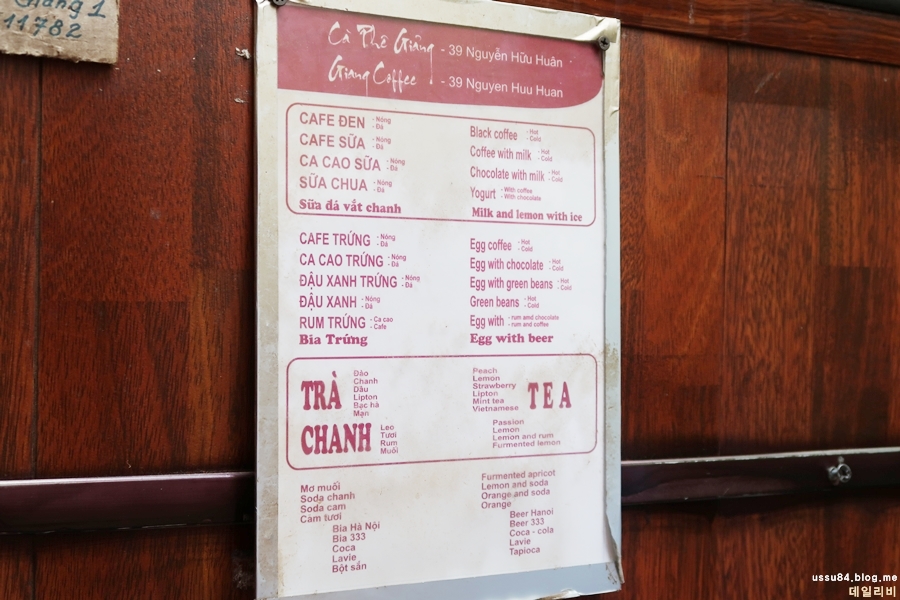 Giảng 1
11782
Cà Phê Giảng - 39 Nguyễn Hữu Huân
Giang Coffee - 39 Nguyen Huu Huan
CAFE ĐEN - Nóng - Đá
CAFE SỮA - Nóng - Đá
CA CAO SỮA - Nóng - Đá
SỮA CHUA - Nóng - Đá
Sữa đá vắt chanh
Black coffee - Hot - Cold
Coffee with milk - Hot - Cold
Chocolate with milk - Hot - Cold
Yogurt - With coffee - With chocolate
Milk and lemon with ice
CAFE TRỨNG - Nóng - Đá
CA CAO TRỨNG - Nóng - Đá
ĐẬU XANH TRỨNG - Nóng - Đá
ĐẬU XANH - Nóng - Đá
RUM TRỨNG - Ca cao - Cafe
Bia Trứng
Egg coffee - Hot - Cold
Egg with chocolate - Hot - Cold
Egg with green beans - Hot - Cold
Green beans - Hot - Cold
Egg with - rum and chocolate - rum and coffee
Egg with beer
TRÀ
Đào
Chanh
Dâu
Lipton
Bạc hà
Mạn
CHANH
Leo
Tươi
Rum
Muối
Peach
Lemon
Strawberry
Lipton
Mint tea
Vietnamese
TEA
Passion
Lemon
Lemon and rum
Furmented lemon
Mơ muối
Soda chanh
Soda cam
Cam tươi
Bia Hà Nội
Bia 333
Coca
Lavie
Bột sắn
Furmented apricot
Lemon and soda
Orange and soda
Orange
Beer Hanoi
Beer 333
Coca - cola
Lavie
Tapioca
ussu84.blog.me
데일리비